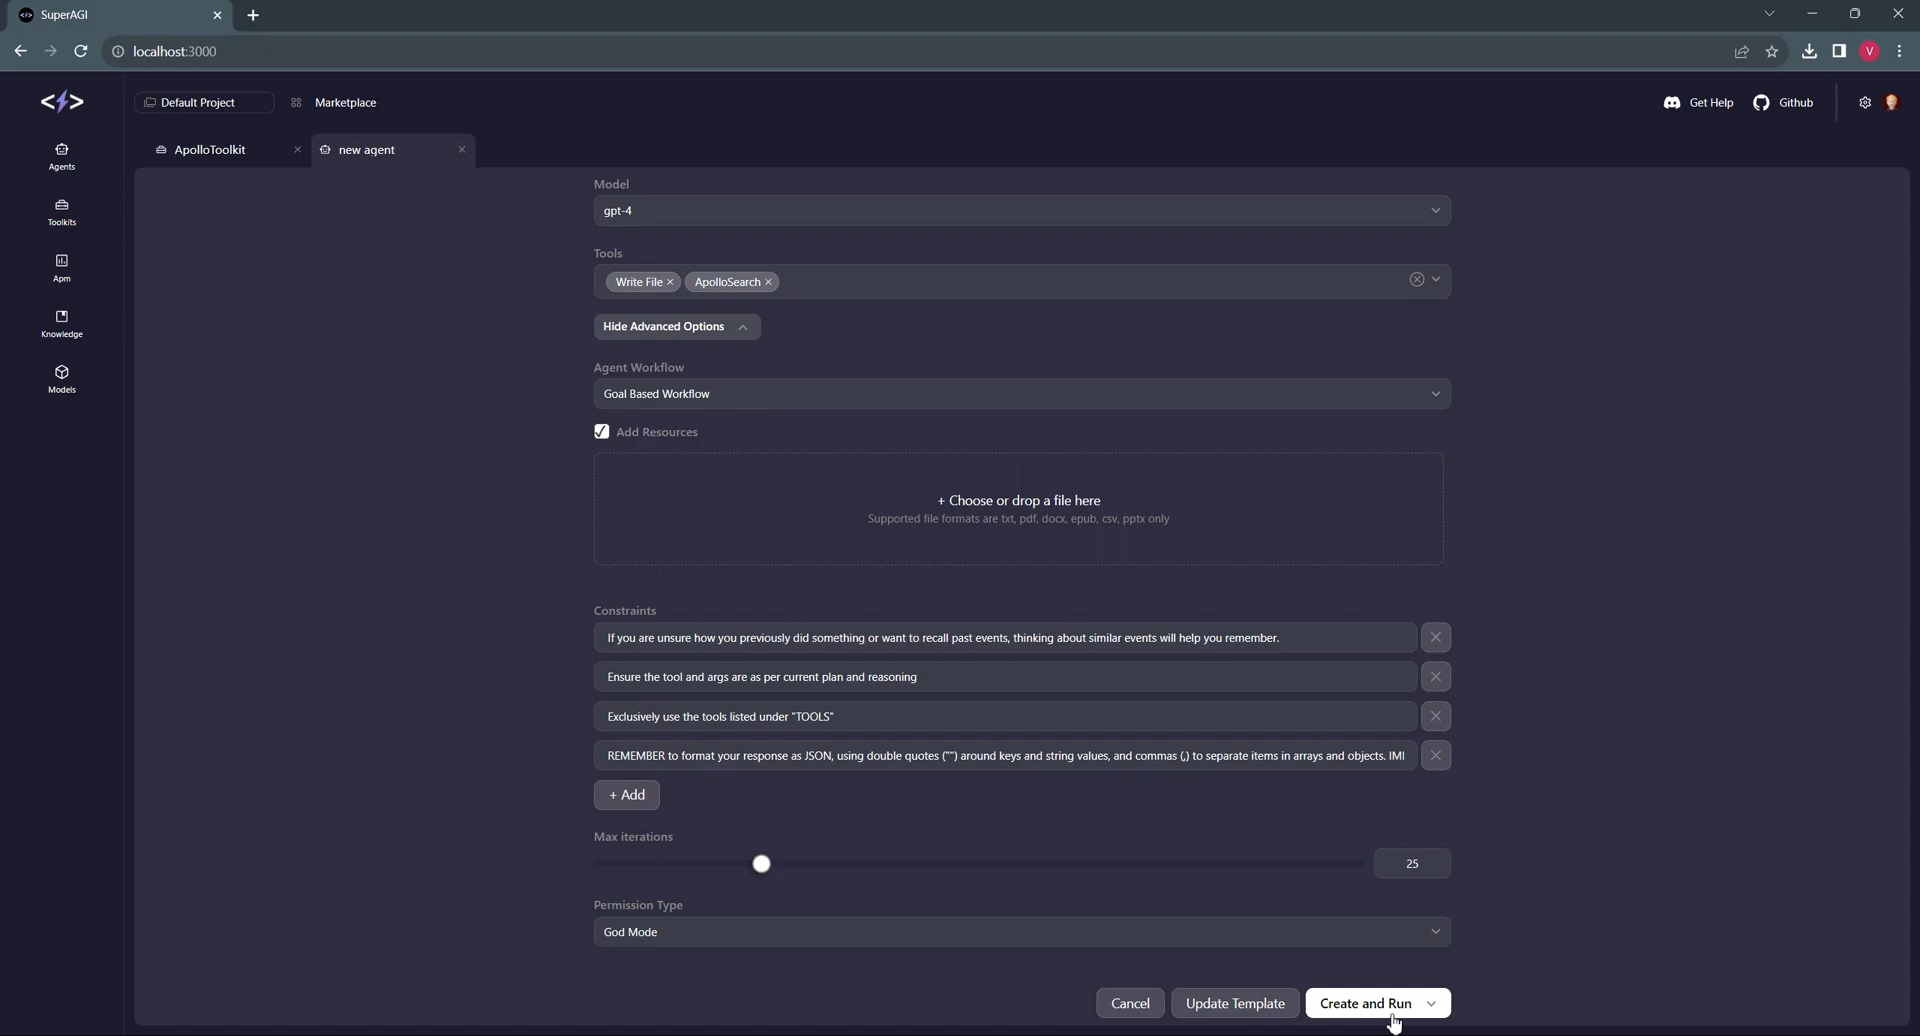 SuperAGI
localhost:3000
V
Default Project
Marketplace
Get Help
Github
Agents
Toolkits
Apm
Knowledge
Models
ApolloToolkit
new agent
Model
gpt-4
Tools
Write File
ApolloSearch
Hide Advanced Options
Agent Workflow
Goal Based Workflow
Add Resources
+ Choose or drop a file here
Supported file formats are txt, pdf, docx, epub, csv, pptx only
Constraints
If you are unsure how you previously did something or want to recall past events, thinking about similar events will help you remember.
Ensure the tool and args are as per current plan and reasoning
Exclusively use the tools listed under "TOOLS"
REMEMBER to format your response as JSON, using double quotes ("") around keys and string values, and commas (,) to separate items in arrays and objects. IMI
+ Add
Max iterations
25
Permission Type
God Mode
Cancel
Update Template
Create and Run